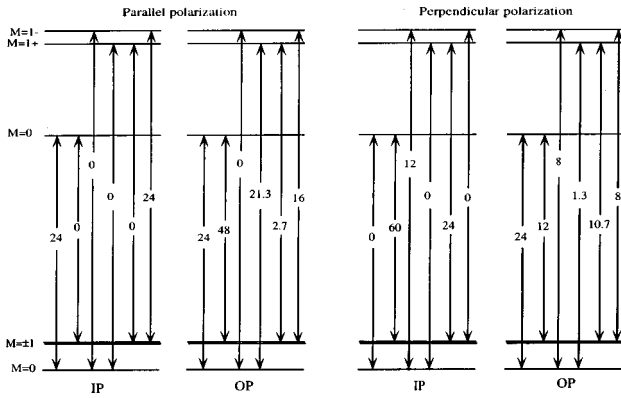 Parallel polarization
Perpendicular polarization
M=1-
M=1+
M=0
0
12
8
0
24
21.3
16
0
1.3
8
24
0
0
24
48
2.7
0
60
24
24
12
10.7
0
M=±1
M=0
IP
OP
IP
OP